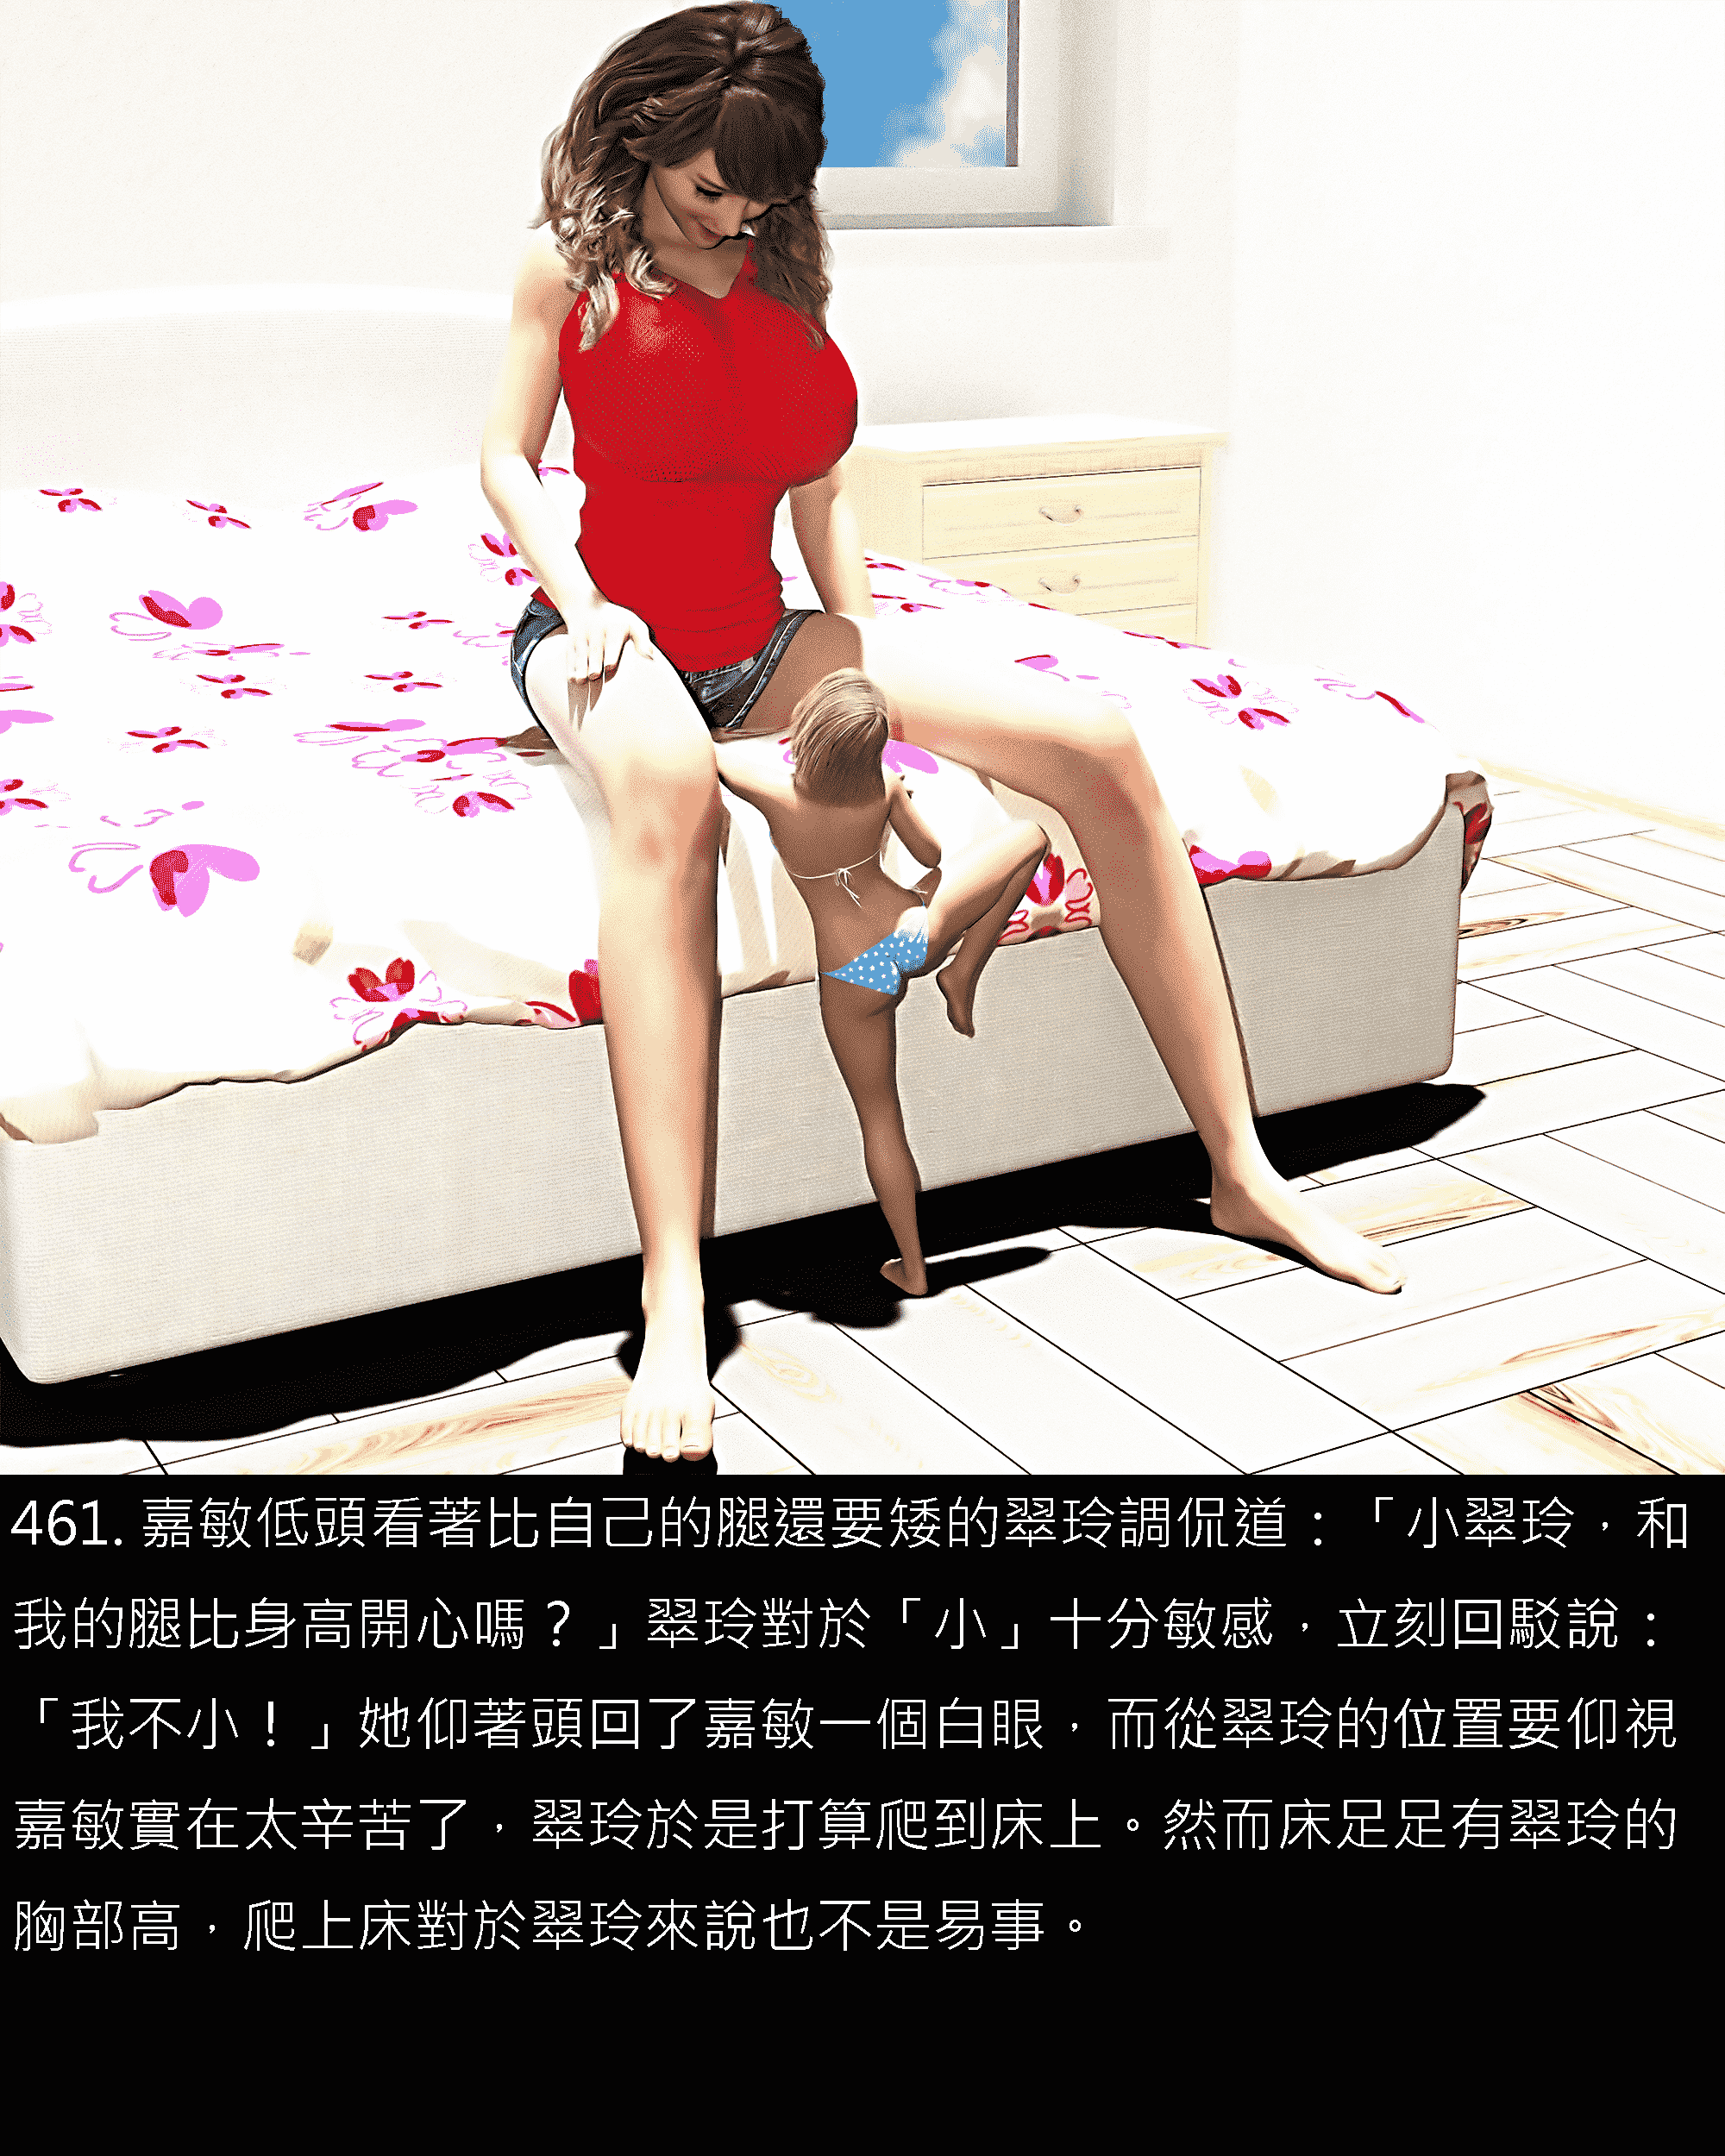 461. 嘉敏低頭看著比自己的腿還要矮的翠玲調侃道：「小翠玲，和
我的腿比身高開心嗎？」翠玲對於「小」十分敏感，立刻回駁說：
「我不小！」她仰著頭回了嘉敏一個白眼，而從翠玲的位置要仰視
嘉敏實在太辛苦了，翠玲於是打算爬到床上。然而床足足有翠玲的
胸部高，爬上床對於翠玲來說也不是易事。